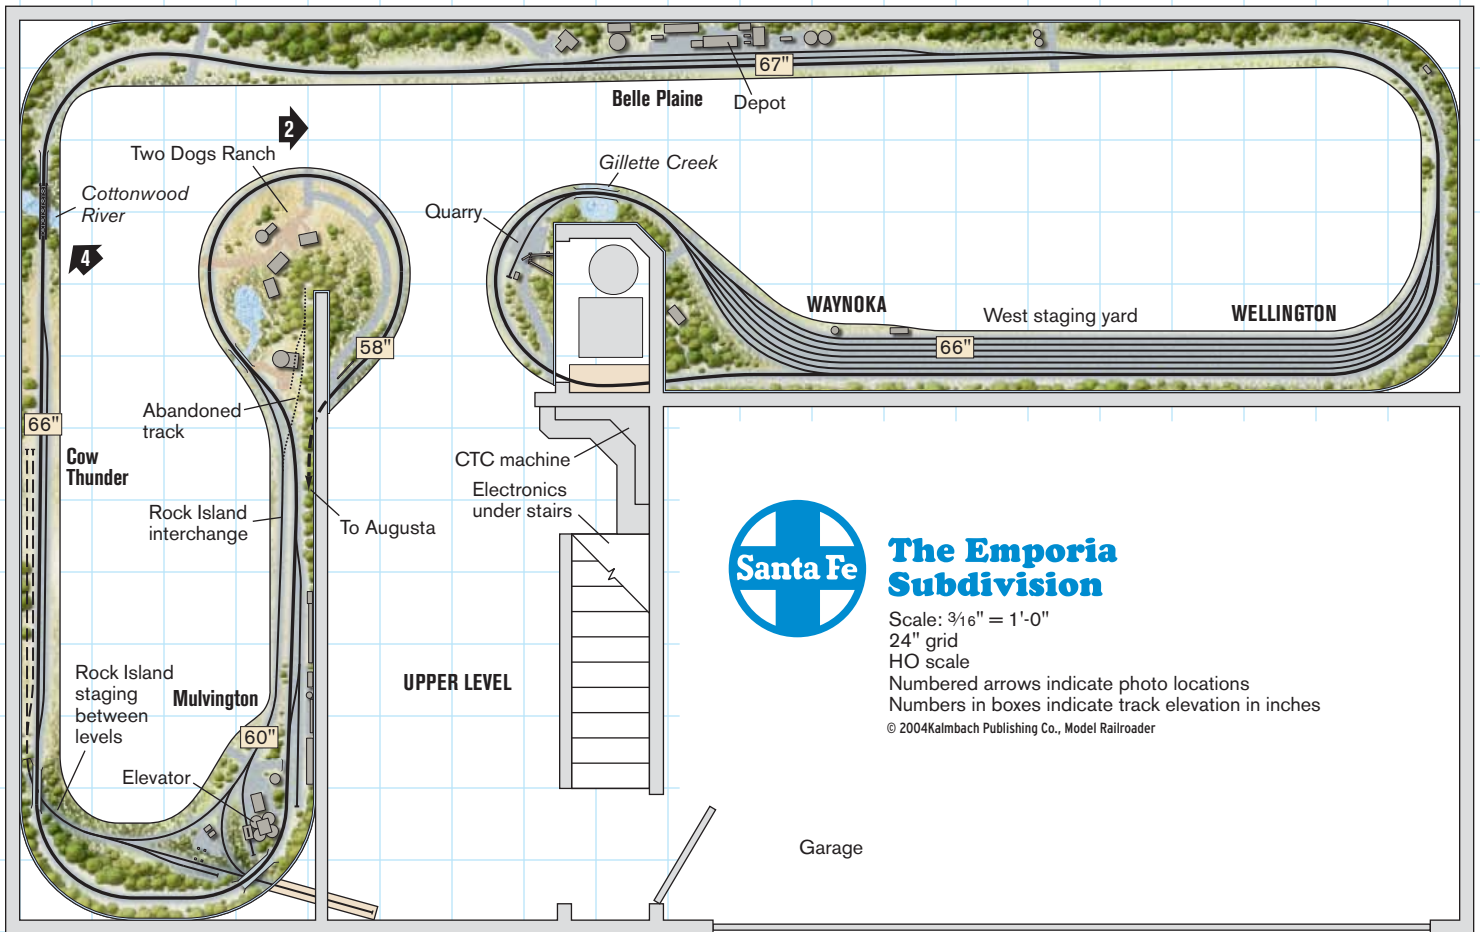 67"
Belle Plaine
Depot
2
Two Dogs Ranch
Gillette Creek
Cottonwood
River
Quarry
4
WAYNOKA
West staging yard
WELLINGTON
58"
66"
Abandoned
track
66"
Cow
Thunder
CTC machine
Electronics
under stairs
Rock Island
interchange
To Augusta
Santa Fe
The Emporia
Subdivision
Scale: 3/16" = 1'-0"
24" grid
HO scale
Numbered arrows indicate photo locations
Numbers in boxes indicate track elevation in inches
© 2004Kalmbach Publishing Co., Model Railroader
Rock Island
staging
between
levels
Mulvington
UPPER LEVEL
60"
Elevator
Garage